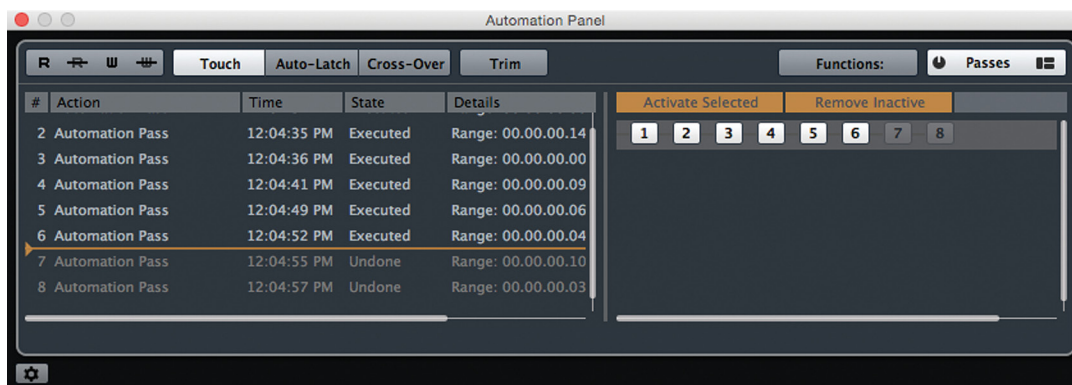 Automation Panel
R R W W Touch Auto-Latch Cross-Over Trim Functions: Passes
# Action Time State Details Activate Selected Remove Inactive
2 Automation Pass 12:04:35 PM Executed Range: 00.00.00.14 1 2 3 4 5 6 7 8
3 Automation Pass 12:04:36 PM Executed Range: 00.00.00.00
4 Automation Pass 12:04:41 PM Executed Range: 00.00.00.09
5 Automation Pass 12:04:49 PM Executed Range: 00.00.00.06
6 Automation Pass 12:04:52 PM Executed Range: 00.00.00.04
7 Automation Pass 12:04:55 PM Undone Range: 00.00.00.10
8 Automation Pass 12:04:57 PM Undone Range: 00.00.00.03